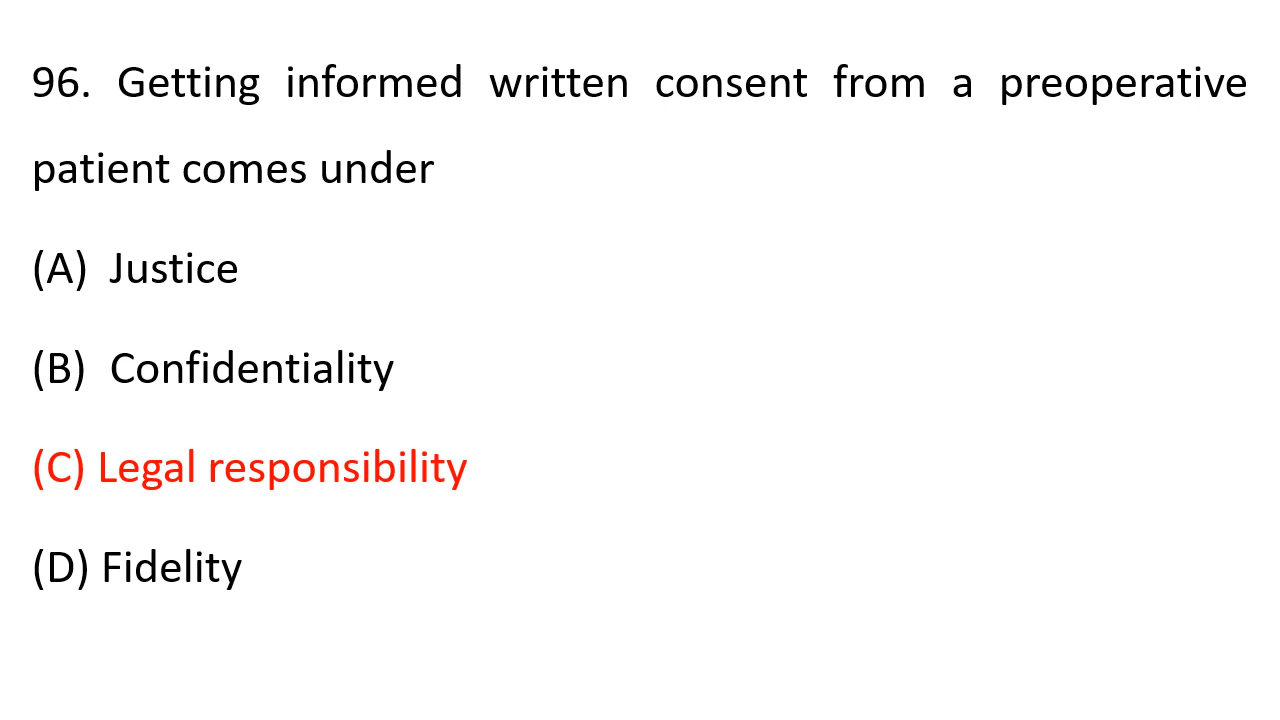 96. Getting informed written consent from a preoperative
patient comes under
(A) Justice
(B) Confidentiality
(C) Legal responsibility
(D) Fidelity